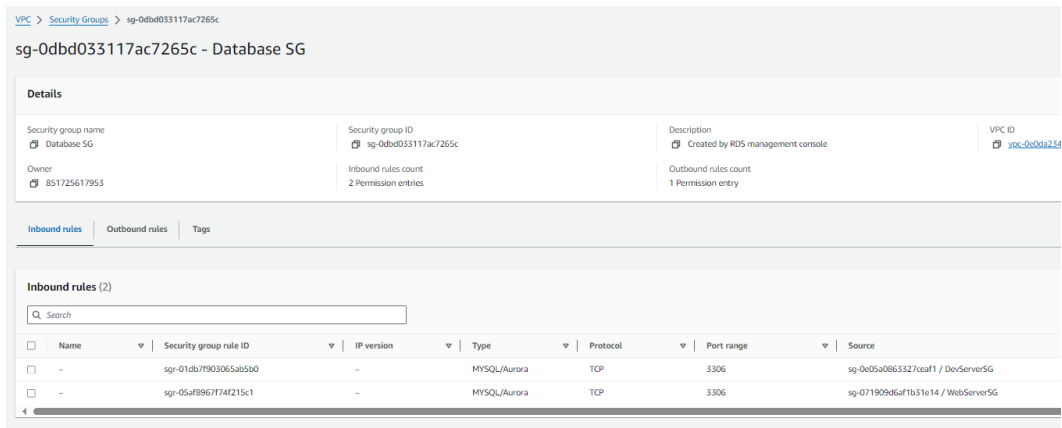 VPC > Security Groups > sg-0dbd033117ac7265c
sg-0dbd033117ac7265c - Database SG
Details
Security group name Security group ID Description VPC ID
Database SG sg-0dbd033117ac7265c Created by RDS management console vpc-0e0da234
Owner Inbound rules count Outbound rules count
851725617953 2 Permission entries 1 Permission entry
Inbound rules Outbound rules Tags
Inbound rules (2)
Search
Name Security group rule ID IP version Type Protocol Port range Source
– sgr-01db7f903065ab5b0 – MYSQL/Aurora TCP 3306 sg-0e05a0863327ceaf1 / DevServerSG
– sgr-05af8967f74f215c1 – MYSQL/Aurora TCP 3306 sg-071909d6af1b31e14 / WebServerSG